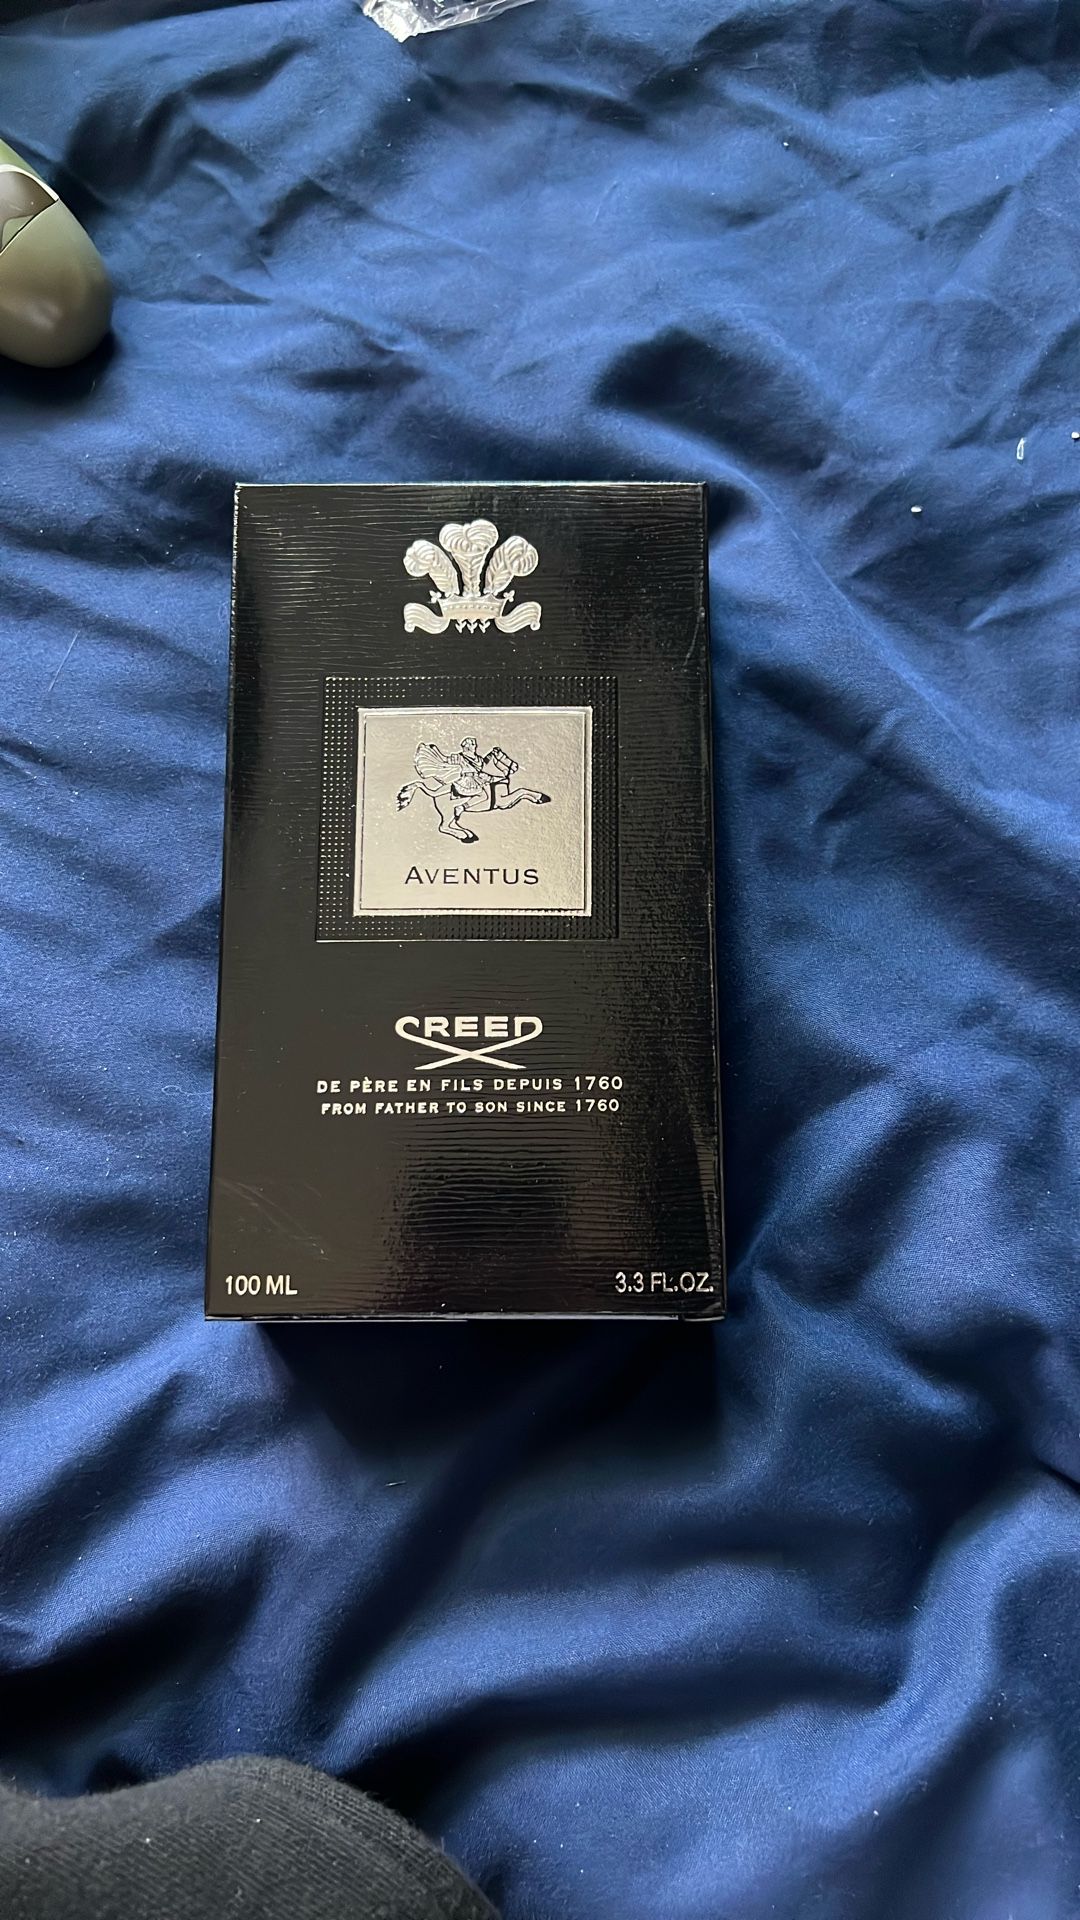 AVENTUS
CREED
DE PÈRE EN FILS DEPUIS 1760
FROM FATHER TO SON SINCE 1760
100 ML 3.3 FL.OZ.